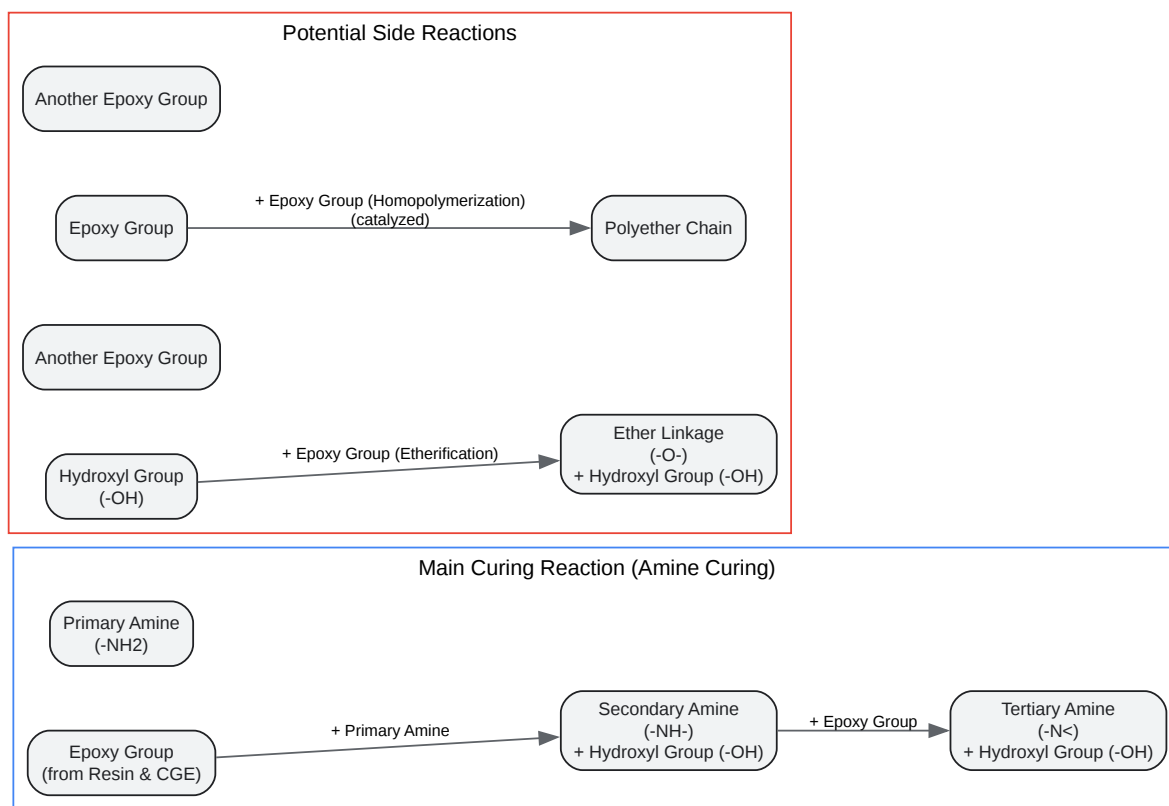 Potential Side Reactions
Another Epoxy Group
+ Epoxy Group (Homopolymerization)
(catalyzed)
Epoxy Group
Polyether Chain
Another Epoxy Group
Ether Linkage
(-O-)
+ Hydroxyl Group (-OH)
+ Epoxy Group (Etherification)
Hydroxyl Group
(-OH)
Main Curing Reaction (Amine Curing)
Primary Amine
(-NH2)
Epoxy Group
(from Resin & CGE)
+ Primary Amine
Secondary Amine
(-NH-)
+ Hydroxyl Group (-OH)
+ Epoxy Group
Tertiary Amine
(-N<)
+ Hydroxyl Group (-OH)